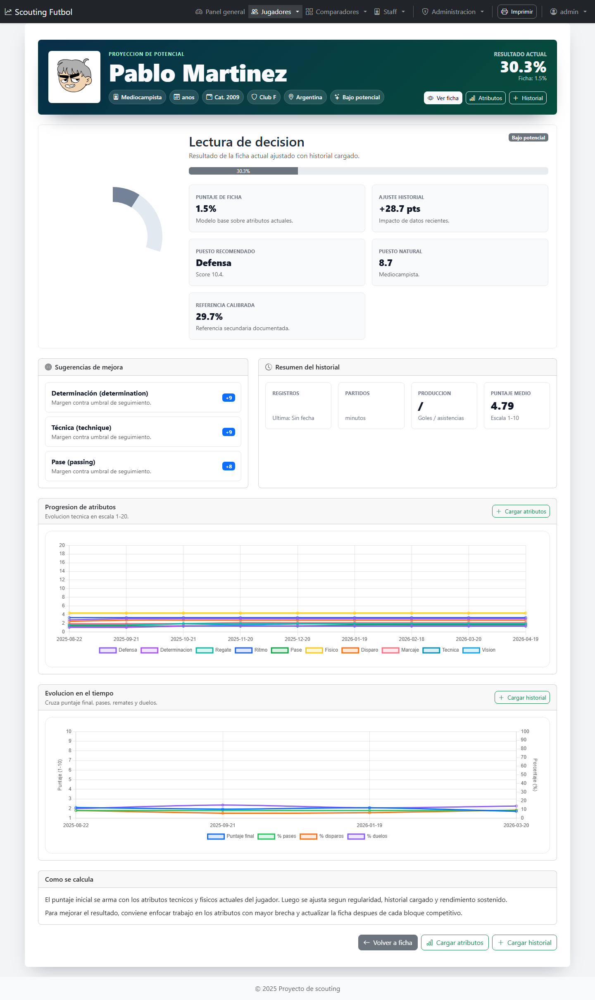 Scouting Futbol
Panel general
Jugadores
Comparadores
Staff
Administracion
Imprimir
admin
PROYECCION DE POTENCIAL
Pablo Martinez
Mediocampista
anos
Cat. 2009
Club F
Argentina
Bajo potencial
RESULTADO ACTUAL
30.3%
Ficha: 1.5%
Ver ficha
Atributos
Historial
Lectura de decision
Bajo potencial
Resultado de la ficha actual ajustado con historial cargado.
30.3%
PUNTAJE DE FICHA
1.5%
Modelo base sobre atributos actuales.
AJUSTE HISTORIAL
+28.7 pts
Impacto de datos recientes.
PUESTO RECOMENDADO
Defensa
Score 10.4.
PUESTO NATURAL
8.7
Mediocampista.
REFERENCIA CALIBRADA
29.7%
Referencia secundaria documentada.
Sugerencias de mejora
Determinación (determination)
Margen contra umbral de seguimiento.
+9
Técnica (technique)
Margen contra umbral de seguimiento.
+9
Pase (passing)
Margen contra umbral de seguimiento.
+8
Resumen del historial
REGISTROS
Ultima: Sin fecha
PARTIDOS
minutos
PRODUCCION
/
Goles / asistencias
PUNTAJE MEDIO
4.79
Escala 1-10
Progresion de atributos
Evolucion tecnica en escala 1-20.
Cargar atributos
20
18
16
14
12
10
8
6
4
2
0
2025-08-22
2025-09-21
2025-10-21
2025-11-20
2025-12-20
2026-01-19
2026-02-18
2026-03-20
2026-04-19
Defensa
Determinacion
Regate
Ritmo
Pase
Fisico
Disparo
Marcaje
Tecnica
Vision
Evolucion en el tiempo
Cruza puntaje final, pases, remates y duelos.
Cargar historial
Puntaje (1-10)
10
9
8
7
6
5
4
3
2
1
100
90
80
70
60
50
40
30
20
10
0
Porcentaje (%)
2025-08-22
2025-09-21
2026-01-19
2026-03-20
Puntaje final
% pases
% disparos
% duelos
Como se calcula
El puntaje inicial se arma con los atributos tecnicos y fisicos actuales del jugador. Luego se ajusta segun regularidad, historial cargado y rendimiento sostenido.
Para mejorar el resultado, conviene enfocar trabajo en los atributos con mayor brecha y actualizar la ficha despues de cada bloque competitivo.
Volver a ficha
Cargar atributos
Cargar historial
© 2025 Proyecto de scouting